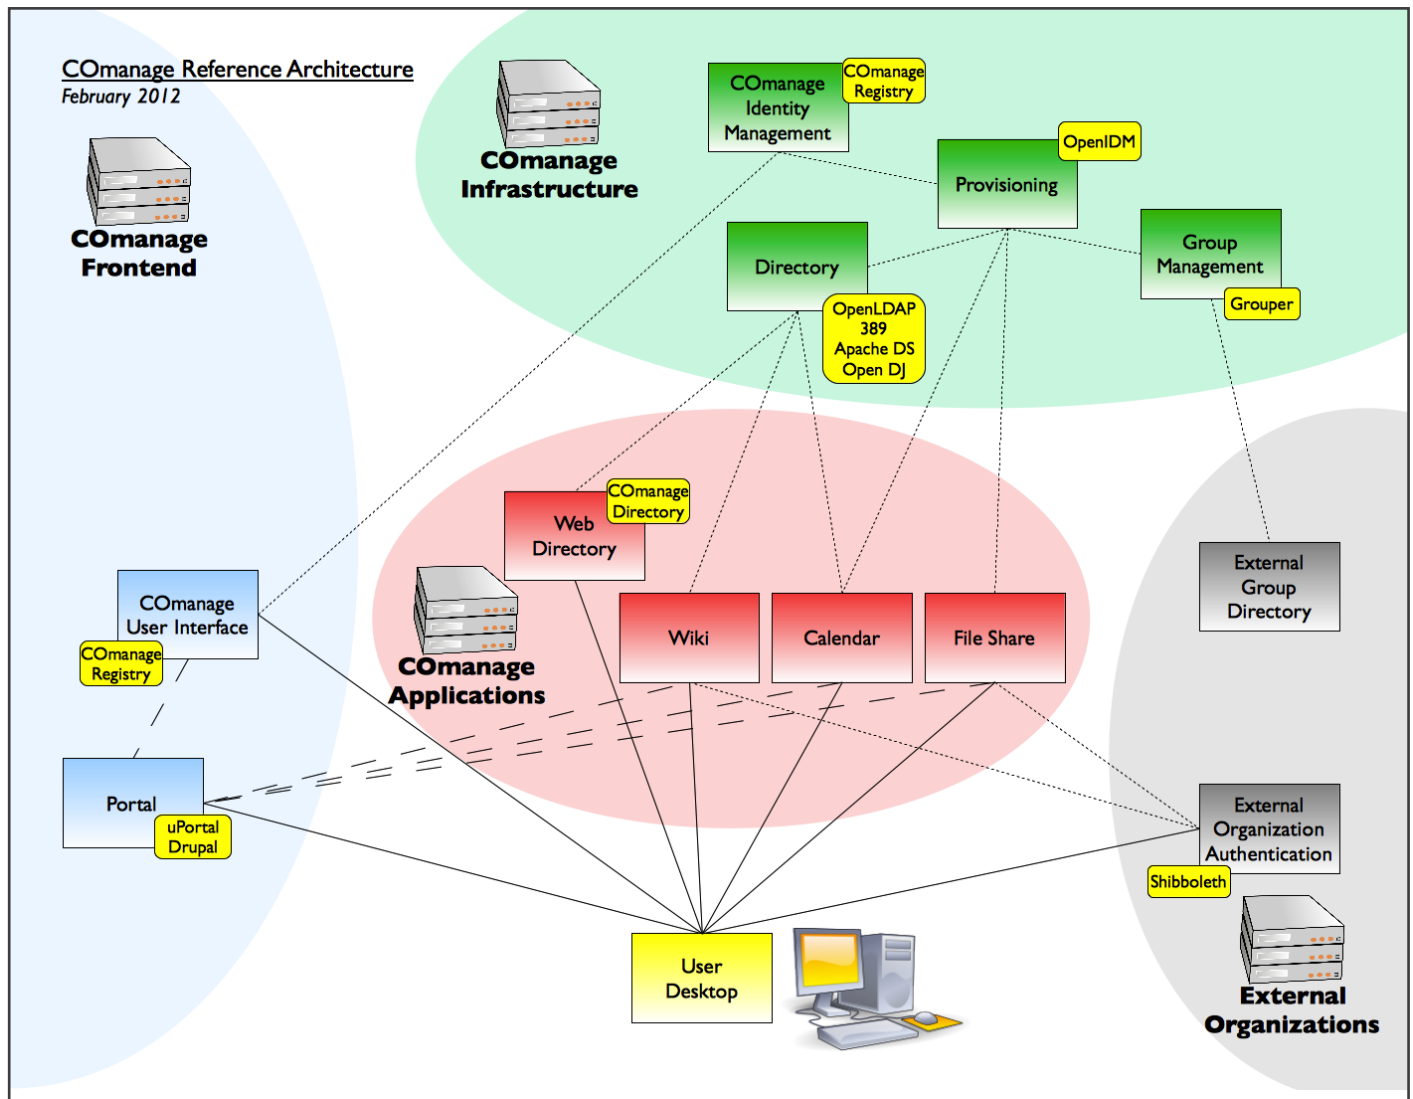 COmanage Reference Architecture
February 2012
COmanage
Frontend
COmanage
Infrastructure
COmanage
Identity
Management
COmanage
Registry
Provisioning
OpenIDM
Directory
OpenLDAP
389
Apache DS
Open DJ
Group
Management
Grouper
Web
Directory
COmanage
Directory
COmanage
Applications
Wiki
Calendar
File Share
External
Group
Directory
COmanage
User Interface
COmanage
Registry
Portal
uPortal
Drupal
External
Organization
Authentication
Shibboleth
External
Organizations
User
Desktop